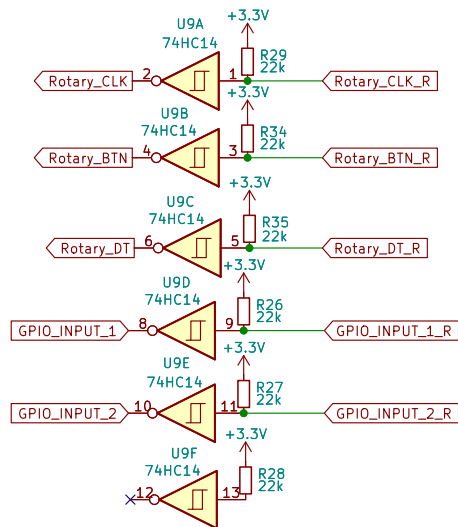 U9A
74HC14
+3.3V
R29
22k
Rotary_CLK
2
1
Rotary_CLK_R
U9B
74HC14
+3.3V
R34
22k
Rotary_BTN
4
3
Rotary_BTN_R
U9C
74HC14
+3.3V
R35
22k
Rotary_DT
6
5
Rotary_DT_R
U9D
74HC14
+3.3V
R26
22k
GPIO_INPUT_1
8
9
GPIO_INPUT_1_R
U9E
74HC14
+3.3V
R27
22k
GPIO_INPUT_2
10
11
GPIO_INPUT_2_R
U9F
74HC14
+3.3V
R28
22k
12
13